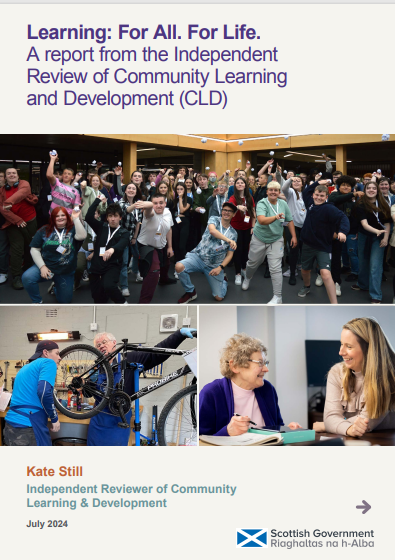 Learning: For All. For Life.
A report from the Independent
Review of Community Learning
and Development (CLD)
Kate Still
Independent Reviewer of Community
Learning & Development
July 2024
Scottish Government
Riaghaltas na h-Alba